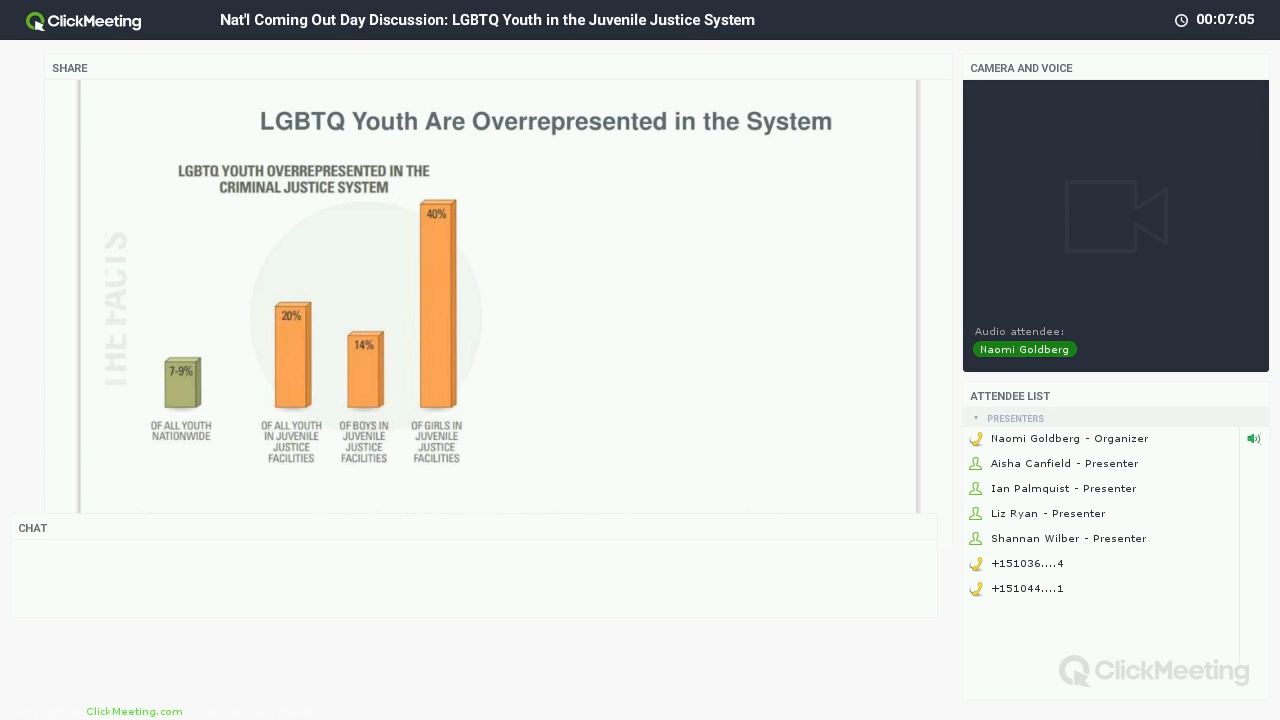 ClickMeeting
Nat'l Coming Out Day Discussion: LGBTQ Youth in the Juvenile Justice System
00:07:05
SHARE
LGBTQ Youth Are Overrepresented in the System
LGBTQ YOUTH OVERREPRESENTED IN THE
CRIMINAL JUSTICE SYSTEM
THE FACTS
7-9%
20%
14%
40%
OF ALL YOUTH
NATIONWIDE
OF ALL YOUTH
IN JUVENILE
JUSTICE
FACILITIES
OF BOYS IN
JUVENILE
JUSTICE
FACILITIES
OF GIRLS IN
JUVENILE
JUSTICE
FACILITIES
CHAT
CAMERA AND VOICE
Audio attendee:
Naomi Goldberg
ATTENDEE LIST
PRESENTERS
Naomi Goldberg - Organizer
Aisha Canfield - Presenter
Ian Palmquist - Presenter
Liz Ryan - Presenter
Shannan Wilber - Presenter
+151036....4
+151044....1
ClickMeeting
ClickMeeting.com